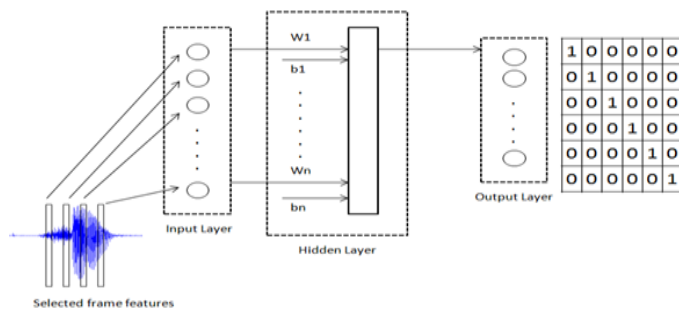 W1
b1
Wn
bn
Input Layer
Hidden Layer
Output Layer
Selected frame features
1 0 0 0 0 0
0 1 0 0 0 0
0 0 1 0 0 0
0 0 0 1 0 0
0 0 0 0 1 0
0 0 0 0 0 1